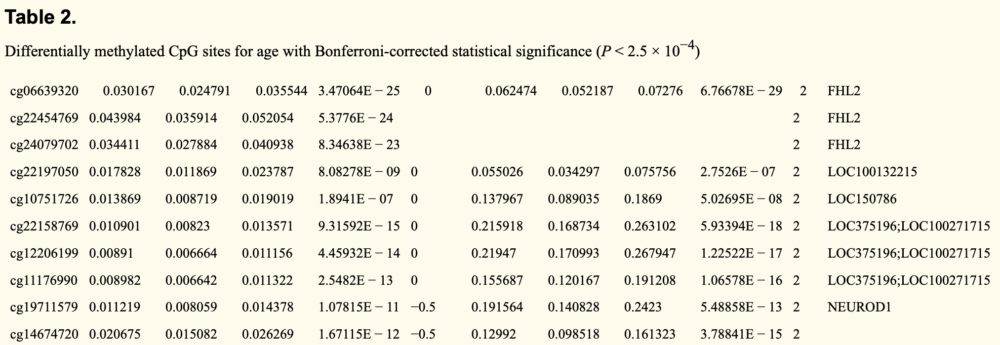 Table 2.
Differentially methylated CpG sites for age with Bonferroni-corrected statistical significance (P < 2.5 × 10−4)
cg06639320 0.030167 0.024791 0.035544 3.47064E − 25 0 0.062474 0.052187 0.07276 6.76678E − 29 2 FHL2
cg22454769 0.043984 0.035914 0.052054 5.3776E − 24 2 FHL2
cg24079702 0.034411 0.027884 0.040938 8.34638E − 23 2 FHL2
cg22197050 0.017828 0.011869 0.023787 8.08278E − 09 0 0.055026 0.034297 0.075756 2.7526E − 07 2 LOC100132215
cg10751726 0.013869 0.008719 0.019019 1.8941E − 07 0 0.137967 0.089035 0.1869 5.02695E − 08 2 LOC150786
cg22158769 0.010901 0.00823 0.013571 9.31592E − 15 0 0.215918 0.168734 0.263102 5.93394E − 18 2 LOC375196;LOC100271715
cg12206199 0.00891 0.006664 0.011156 4.45932E − 14 0 0.21947 0.170993 0.267947 1.22522E − 17 2 LOC375196;LOC100271715
cg11176990 0.008982 0.006642 0.011322 2.5482E − 13 0 0.155687 0.120167 0.191208 1.06578E − 16 2 LOC375196;LOC100271715
cg19711579 0.011219 0.008059 0.014378 1.07815E − 11 −0.5 0.191564 0.140828 0.2423 5.48858E − 13 2 NEUROD1
cg14674720 0.020675 0.015082 0.026269 1.67115E − 12 −0.5 0.12992 0.098518 0.161323 3.78841E − 15 2